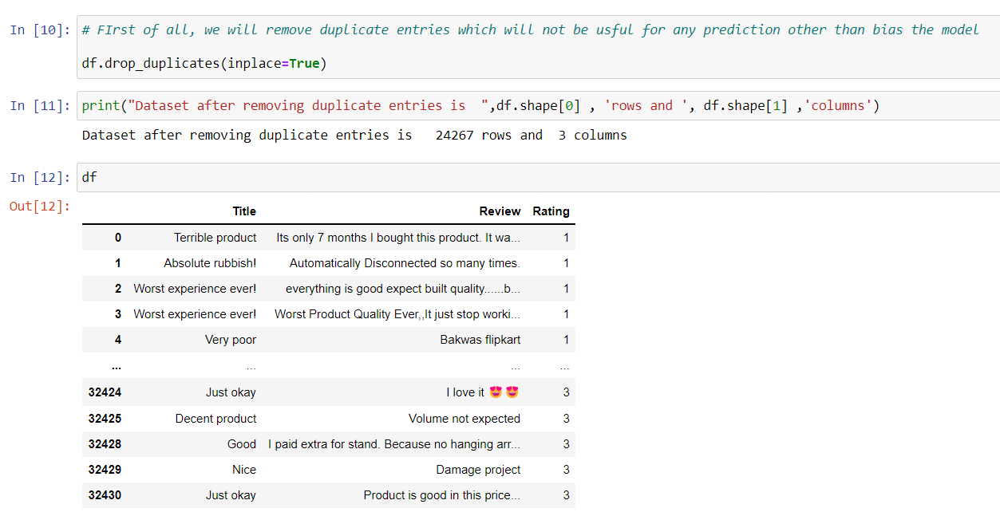 In [10]: # FIrst of all, we will remove duplicate entries which will not be usful for any prediction other than bias the model
df.drop_duplicates(inplace=True)
In [11]: print("Dataset after removing duplicate entries is  ",df.shape[0] , 'rows and ', df.shape[1] ,'columns')
Dataset after removing duplicate entries is   24267 rows and  3 columns
In [12]: df
Out[12]:
Title Review Rating
0 Terrible product Its only 7 months I bought this product. It wa... 1
1 Absolute rubbish! Automatically Disconnected so many times. 1
2 Worst experience ever! everything is good expect built quality......b... 1
3 Worst experience ever! Worst Product Quality Ever,,It just stop worki... 1
4 Very poor Bakwas flipkart 1
... ... ... ...
32424 Just okay I love it 😍 😍 3
32425 Decent product Volume not expected 3
32428 Good I paid extra for stand. Because no hanging arr... 3
32429 Nice Damage project 3
32430 Just okay Product is good in this price... 3